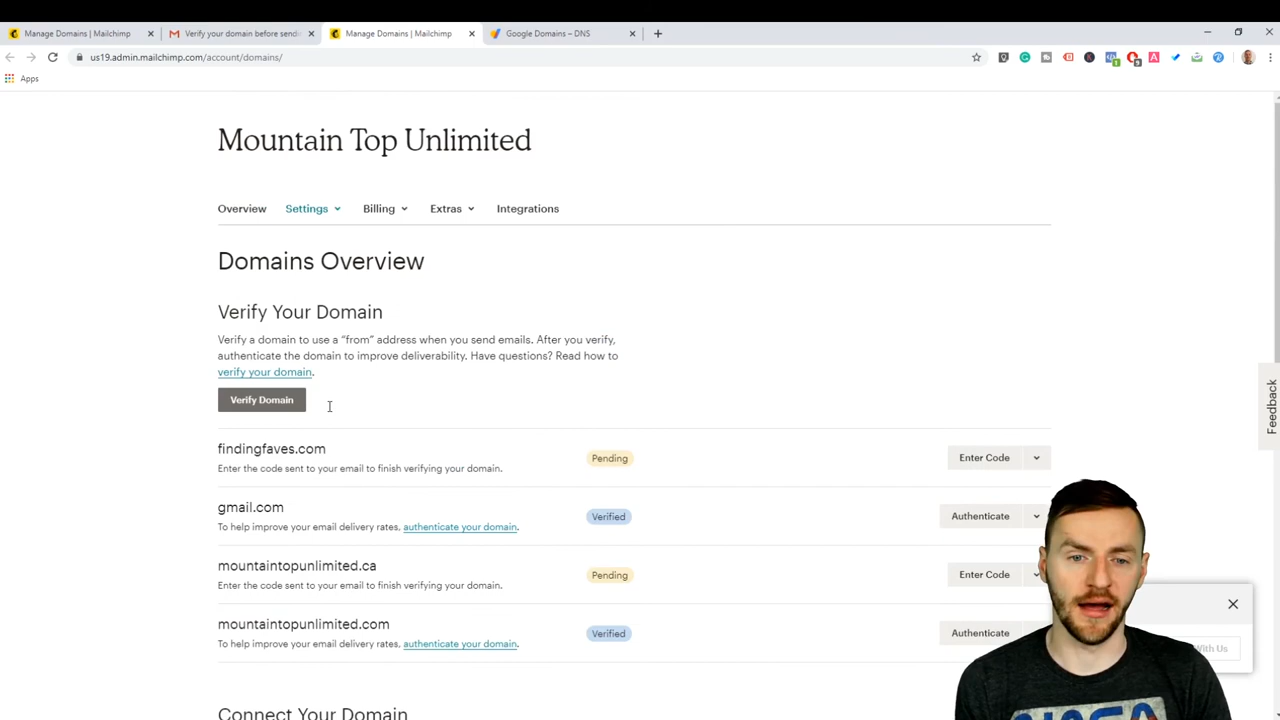 Manage Domains | Mailchimp
Verify your domain before sendi
Manage Domains | Mailchimp
Google Domains – DNS
us19.admin.mailchimp.com/account/domains/
Apps
Mountain Top Unlimited
Overview Settings Billing Extras Integrations
Domains Overview
Verify Your Domain
Verify a domain to use a “from” address when you send emails. After you verify,
authenticate the domain to improve deliverability. Have questions? Read how to
verify your domain.
Verify Domain
Feedback
findingfaves.com
Enter the code sent to your email to finish verifying your domain.
Pending
Enter Code
gmail.com
To help improve your email delivery rates, authenticate your domain.
Verified
Authenticate
mountaintopunlimited.ca
Enter the code sent to your email to finish verifying your domain.
Pending
Enter Code
mountaintopunlimited.com
To help improve your email delivery rates, authenticate your domain.
Verified
Authenticate
With Us
NASA
Connect Your Domain